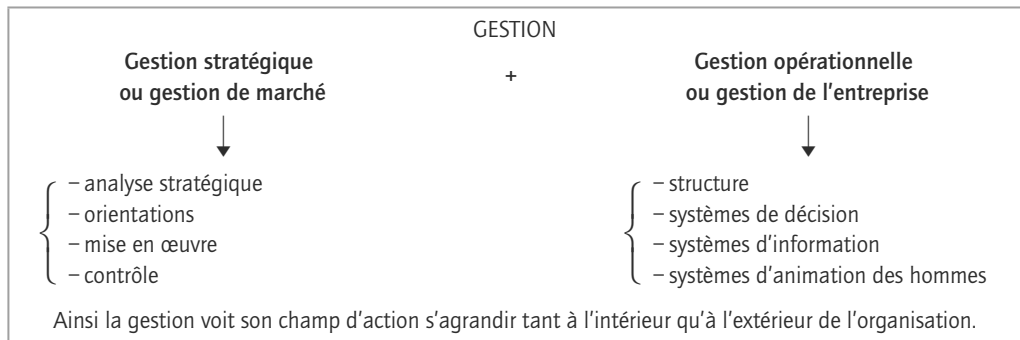 GESTION
Gestion stratégique
ou gestion de marché
+
Gestion opérationnelle
ou gestion de l'entreprise
– analyse stratégique
– orientations
– mise en œuvre
– contrôle
– structure
– systèmes de décision
– systèmes d'information
– systèmes d'animation des hommes
Ainsi la gestion voit son champ d'action s'agrandir tant à l'intérieur qu'à l'extérieur de l'organisation.